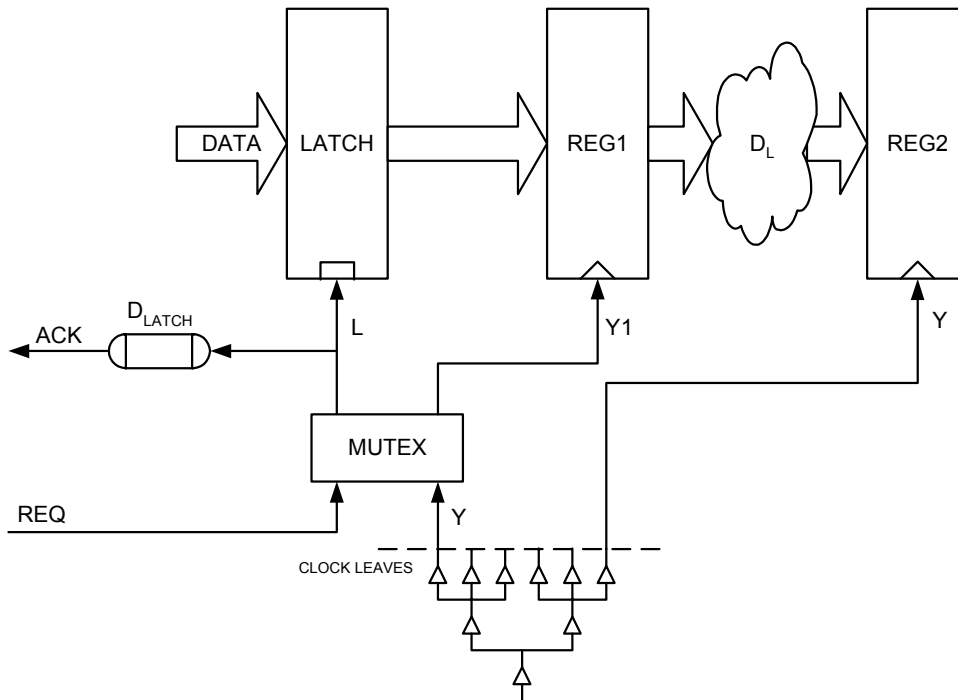 DATA
LATCH
REG1
D_L
REG2
D_LATCH
ACK
L
Y1
Y
MUTEX
REQ
Y
CLOCK LEAVES